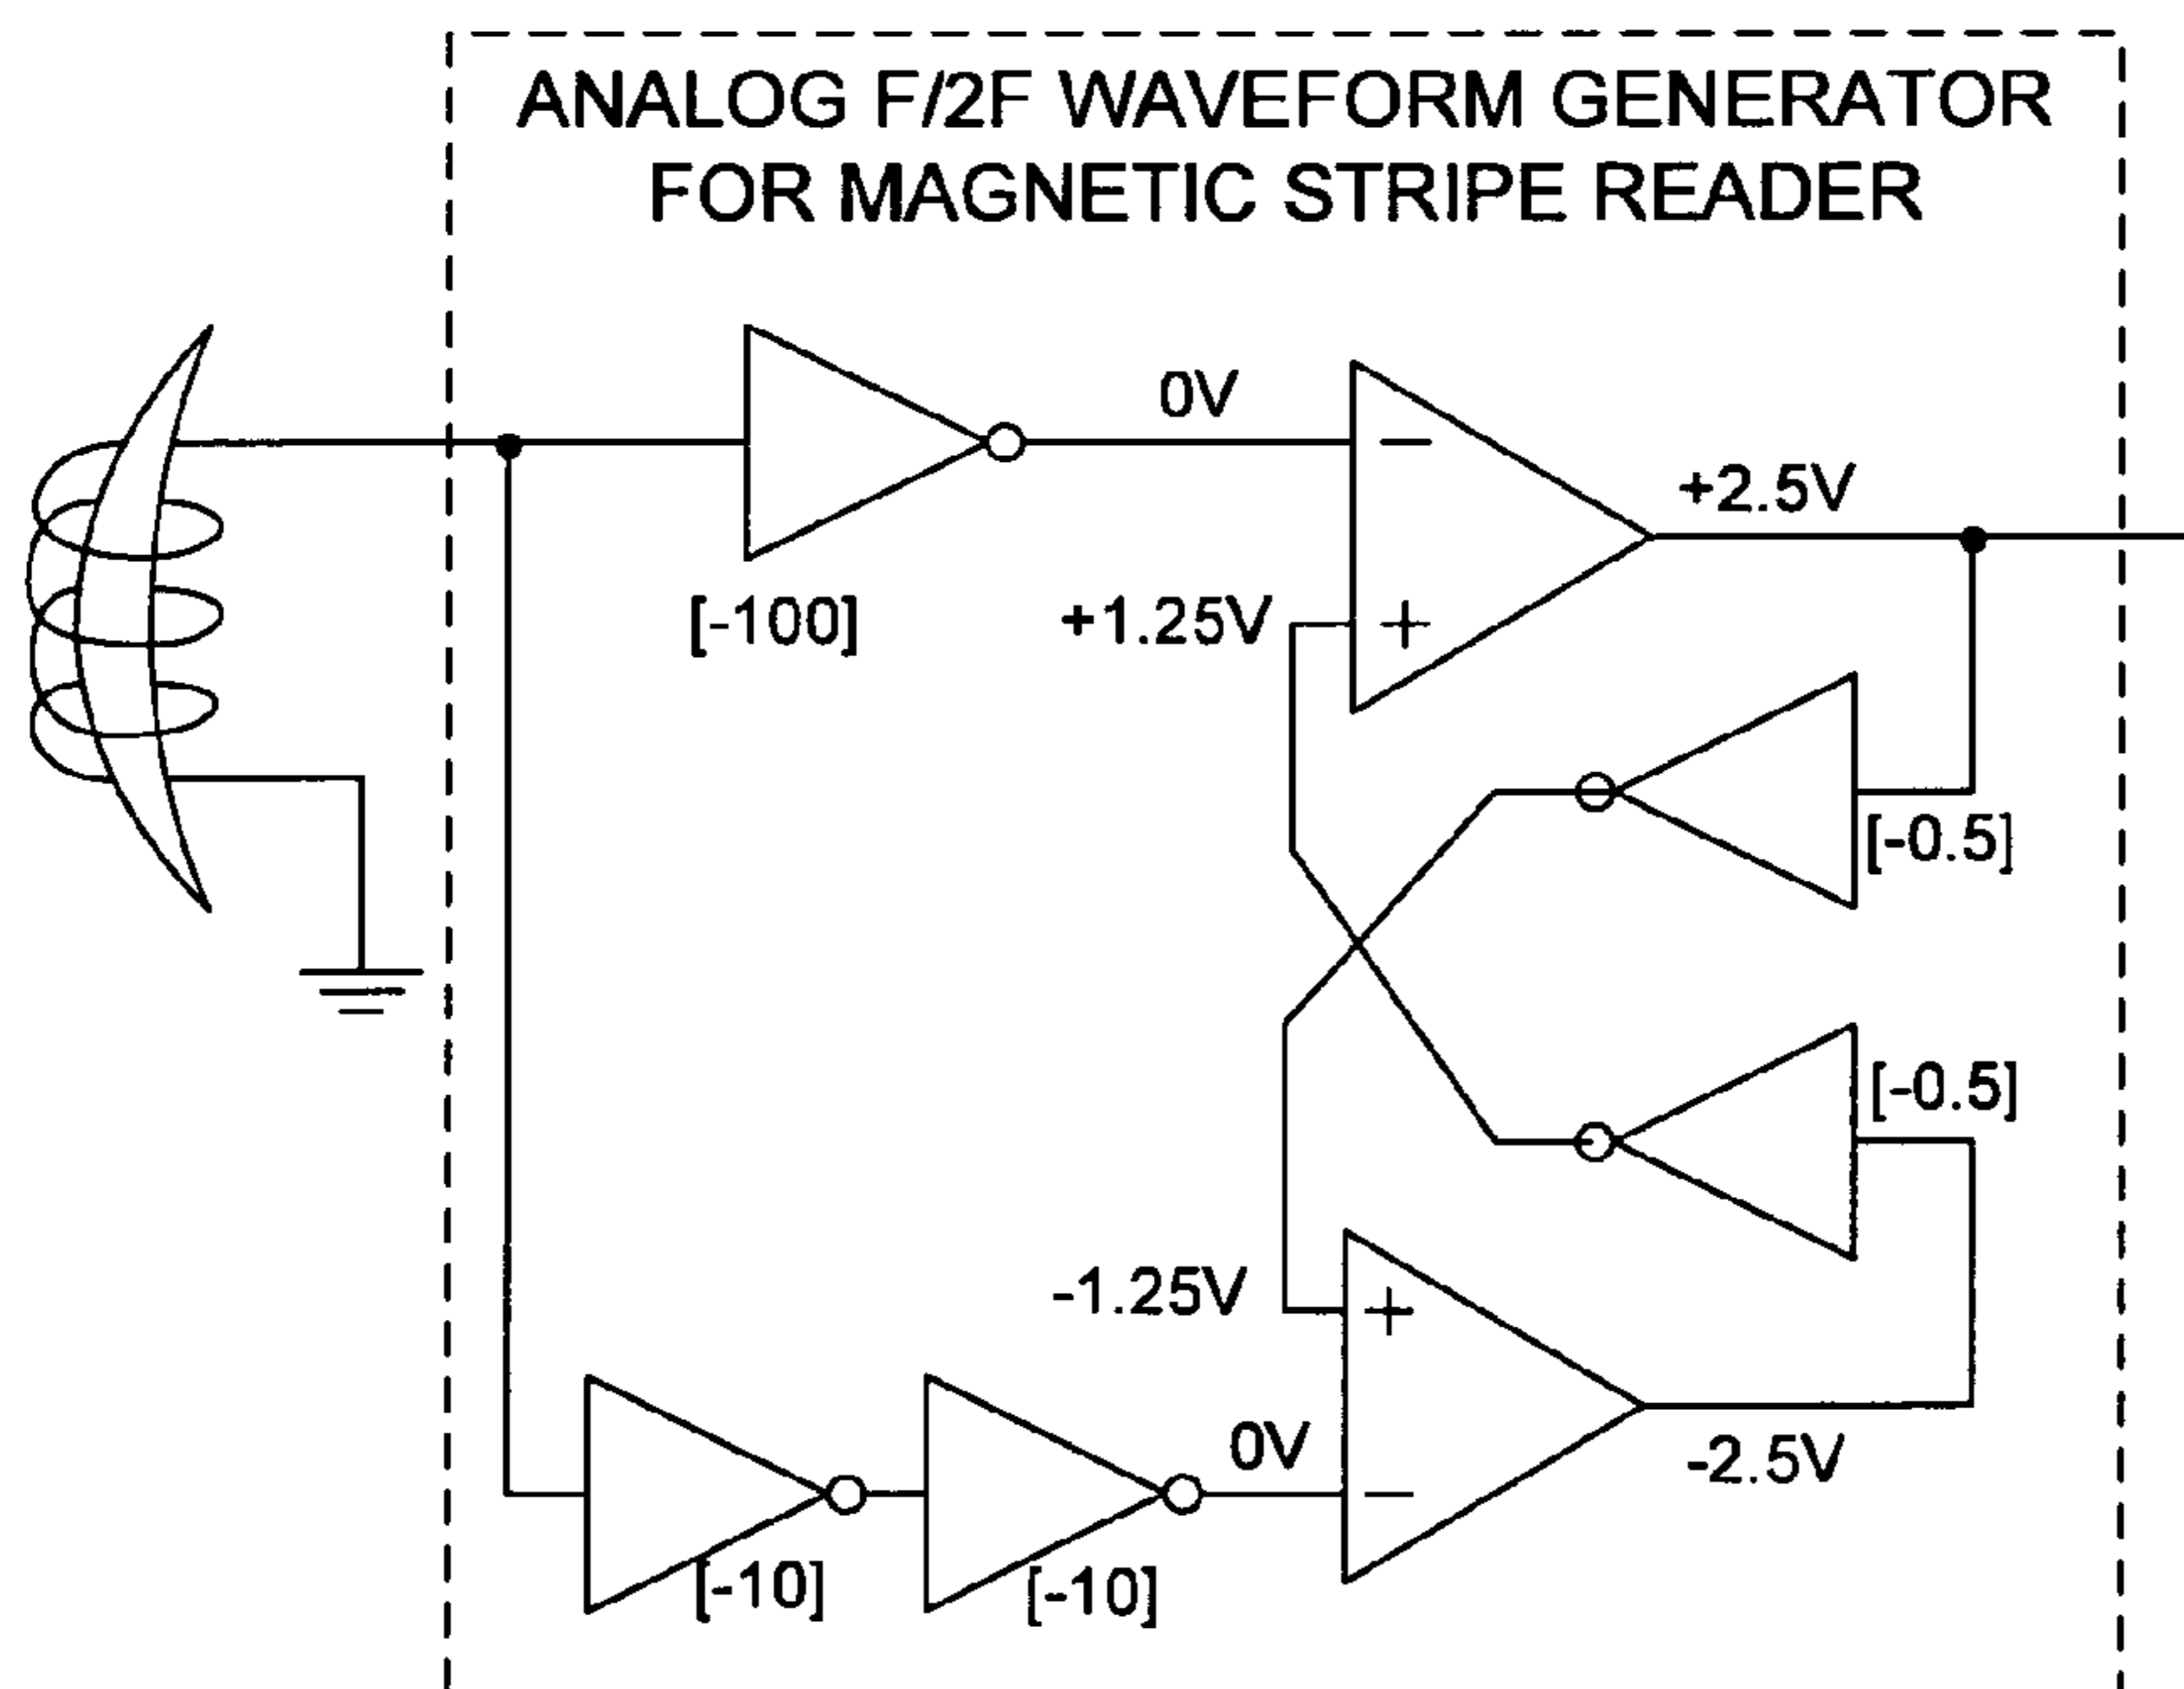 ANALOG F/2F WAVEFORM GENERATOR
FOR MAGNETIC STRIPE READER
0V
+2.5V
[-100]
+1.25V
[-0.5]
[-0.5]
-1.25V
0V
-2.5V
[-10]
[-10]